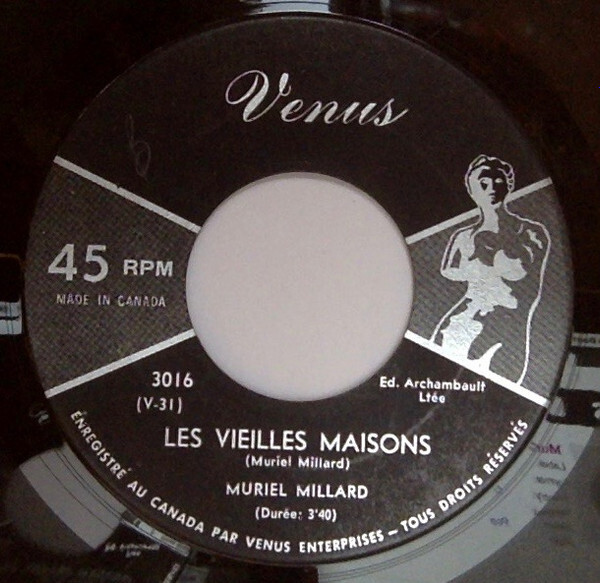 Venus
45 RPM
MADE IN CANADA
3016
(V-31)
Ed. Archambault
Ltée
LES VIEILLES MAISONS
(Muriel Millard)
MURIEL MILLARD
(Durée: 3'40)
ENREGISTRÉ AU CANADA PAR VENUS ENTERPRISES – TOUS DROITS RÉSERVÉS